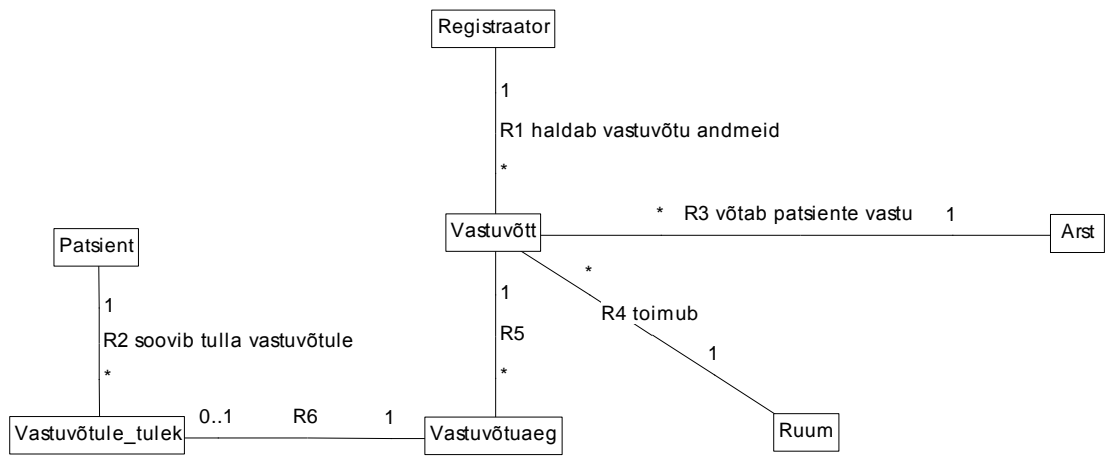 Registraator
1
R1 haldab vastuvõtu andmeid
*
Vastuvõtt
* R3 võtab patsiente vastu 1
Arst
Patsient
1
R2 soovib tulla vastuvõtule
*
1
R5
*
*
R4 toimub
1
Vastuvõtule_tulek
0..1 R6 1
Vastuvõtuaeg
Ruum